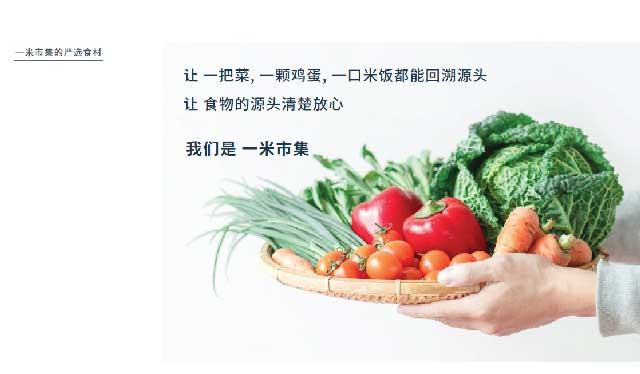 一米市集的严选食材
让 一把菜, 一颗鸡蛋, 一口米饭都能回溯源头
让 食物的源头清楚放心
我们是 一米市集